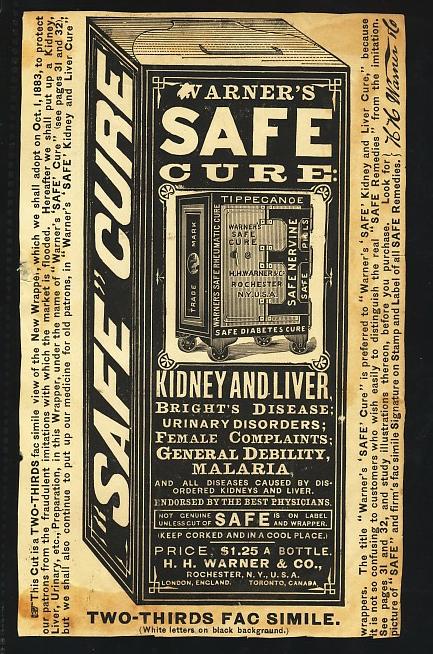 ☞ This Cut is a TWO-THIRDS fac simile view of the New Wrapper, which we shall adopt on Oct. 1, 1883, to protect
our patrons from the fraudulent imitations with which the market is flooded. Hereafter we shall put up a Kidney,
Liver, Urinary, etc., Preparation, in this Wrapper, under the name of "Warner's 'SAFE' Cure" (see pages 31 and 32),
but we shall also continue to put up our medicine for old patrons, in "Warner's 'SAFE' Kidney and Liver Cure"
"SAFE" CURE
WARNER'S
SAFE
CURE:
TIPPECANOE
TRADE MARK
WARNER'S SAFE RHEUMATIC CURE
WARNER'S
SAFE
CURE
H.H.WARNER & CO
ROCHESTER
N.Y. U.S.A.
SAFE NERVINE
SAFE PILLS
SAFE DIABETES CURE
KIDNEY AND LIVER,
BRIGHT'S DISEASE;
URINARY DISORDERS;
FEMALE COMPLAINTS;
GENERAL DEBILITY,
MALARIA,
AND ALL DISEASES CAUSED BY DIS-
ORDERED KIDNEYS AND LIVER.
ENDORSED BY THE BEST PHYSICIANS.
NOT GENUINE UNLESS CUT OF SAFE IS ON LABEL AND WRAPPER.
(KEEP CORKED AND IN A COOL PLACE.)
PRICE, $1.25 A BOTTLE.
H. H. WARNER & CO.,
ROCHESTER, N.Y., U.S.A.
LONDON, ENGLAND. TORONTO, CANADA.
TWO-THIRDS FAC SIMILE.
(White letters on black background.)
wrappers. The title "Warner's 'SAFE' Cure" is preferred to "Warner's 'SAFE' Kidney and Liver Cure," because
it is not so confusing to customers who wish easily to distinguish the real "SAFE Remedies" from the imitation.
See pages 31 and 32, and study illustrations thereon, before you purchase. Look for
picture of "SAFE" and firm's fac simile Signature on Stamp and Label of all SAFE Remedies.
H H Warner & Co